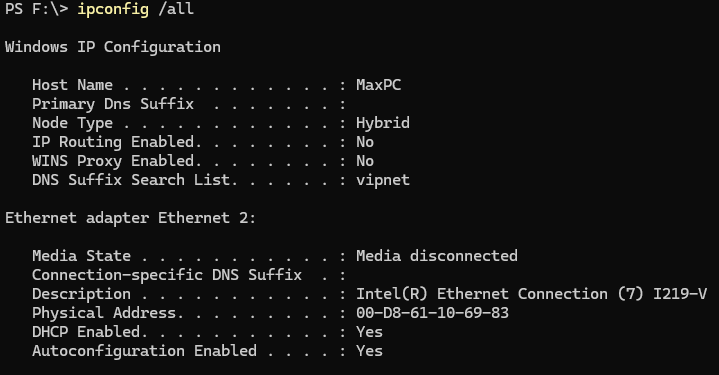 PS F:\> ipconfig /all
Windows IP Configuration
Host Name . . . . . . . . . . . . : MaxPC
Primary Dns Suffix  . . . . . . . :
Node Type . . . . . . . . . . . . : Hybrid
IP Routing Enabled. . . . . . . . : No
WINS Proxy Enabled. . . . . . . . : No
DNS Suffix Search List. . . . . . : vipnet
Ethernet adapter Ethernet 2:
Media State . . . . . . . . . . . : Media disconnected
Connection-specific DNS Suffix  . :
Description . . . . . . . . . . . : Intel(R) Ethernet Connection (7) I219-V
Physical Address. . . . . . . . . : 00-D8-61-10-69-83
DHCP Enabled. . . . . . . . . . . : Yes
Autoconfiguration Enabled . . . . : Yes